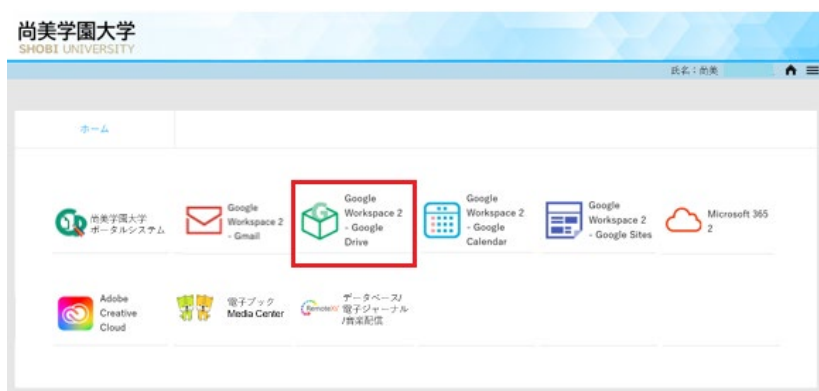 尚美学園大学
SHOBI UNIVERSITY
氏名：尚美
ホーム
尚美学園大学
ポータルシステム
Google
Workspace 2
- Gmail
G
Google
Workspace 2
- Google
Drive
Google
Workspace 2
- Google
Calendar
Google
Workspace 2
- Google Sites
Microsoft 365
2
Adobe
Creative
Cloud
電子ブック
Media Center
RemoteXs
データベース/
電子ジャーナル
/音楽配信